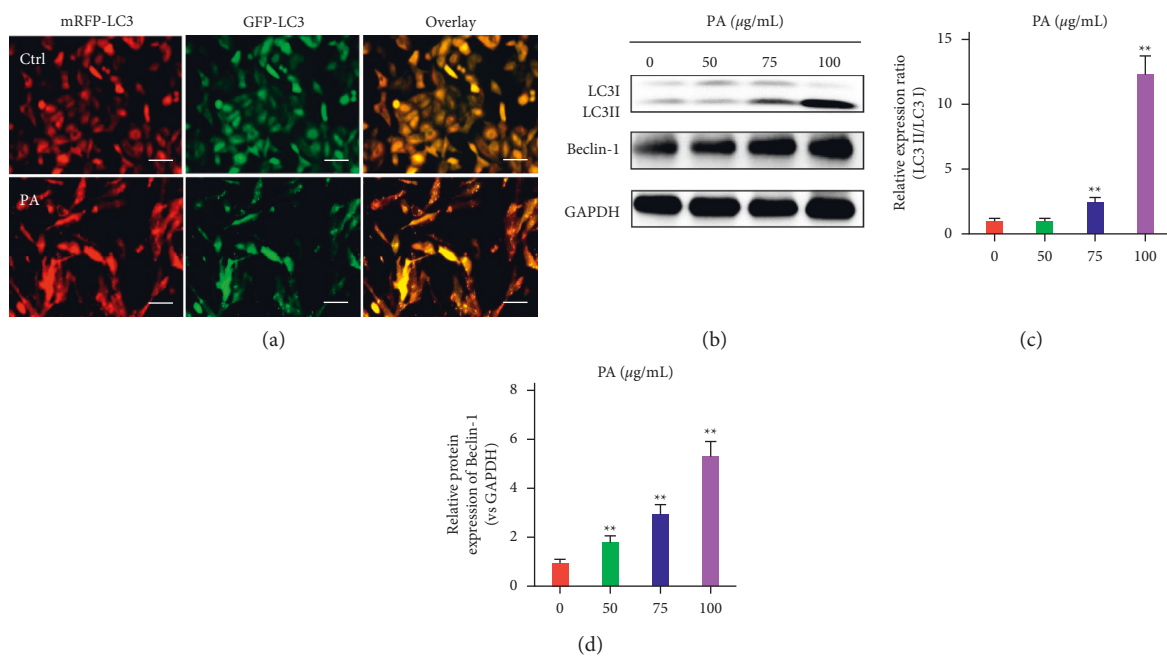 mRFP-LC3 GFP-LC3 Overlay
Ctrl
PA
(a)
PA (μg/mL)
0 50 75 100
LC3I
LC3II
Beclin-1
GAPDH
(b)
PA (μg/mL)
Relative expression ratio
(LC3 II/LC3 I)
15
10
5
0
**
**
0 50 75 100
(c)
PA (μg/mL)
Relative protein
expression of Beclin-1
(vs GAPDH)
8
6
4
2
0
**
**
**
0 50 75 100
(d)